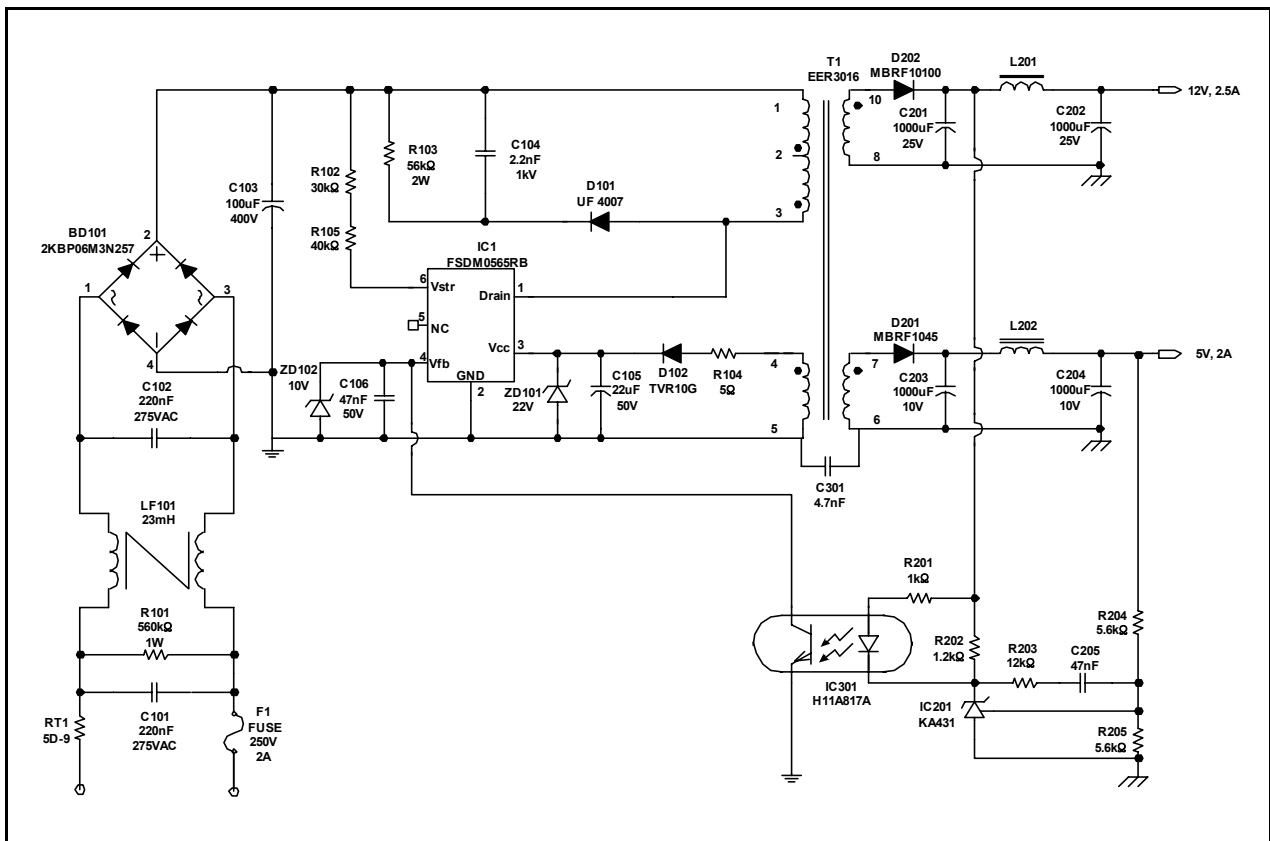 D202
MBRF10100
L201
T1
EER3016
12V, 2.5A
1
10
C201
1000uF
25V
C202
1000uF
25V
2
8
3
R103
56kΩ
2W
C104
2.2nF
1kV
R102
30kΩ
D101
UF 4007
C103
100uF
400V
R105
40kΩ
BD101
2KBP06M3N257
2
1
3
4
IC1
FSDM0565RB
6
Vstr
Drain
1
5
NC
Vcc
3
4
Vfb
GND
2
D201
MBRF1045
L202
5V, 2A
ZD102
10V
C106
47nF
50V
ZD101
22V
C105
22uF
50V
D102
TVR10G
R104
5Ω
4
7
C203
1000uF
10V
C204
1000uF
10V
5
6
C102
220nF
275VAC
C301
4.7nF
LF101
23mH
R101
560kΩ
1W
R201
1kΩ
R204
5.6kΩ
R202
1.2kΩ
R203
12kΩ
C205
47nF
IC301
H11A817A
IC201
KA431
R205
5.6kΩ
RT1
5D-9
C101
220nF
275VAC
F1
FUSE
250V
2A